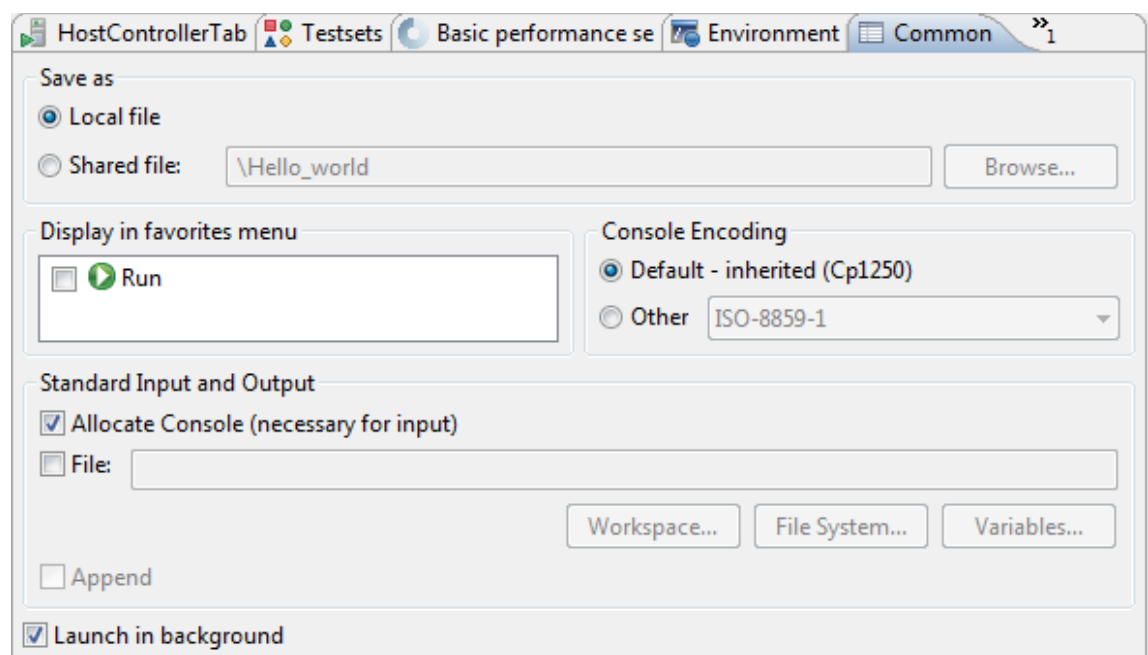 HostControllerTab Testsets Basic performance se Environment Common »1
Save as
Local file
Shared file: \Hello_world Browse...
Display in favorites menu
Run
Console Encoding
Default - inherited (Cp1250)
Other ISO-8859-1
Standard Input and Output
Allocate Console (necessary for input)
File:
Workspace... File System... Variables...
Append
Launch in background